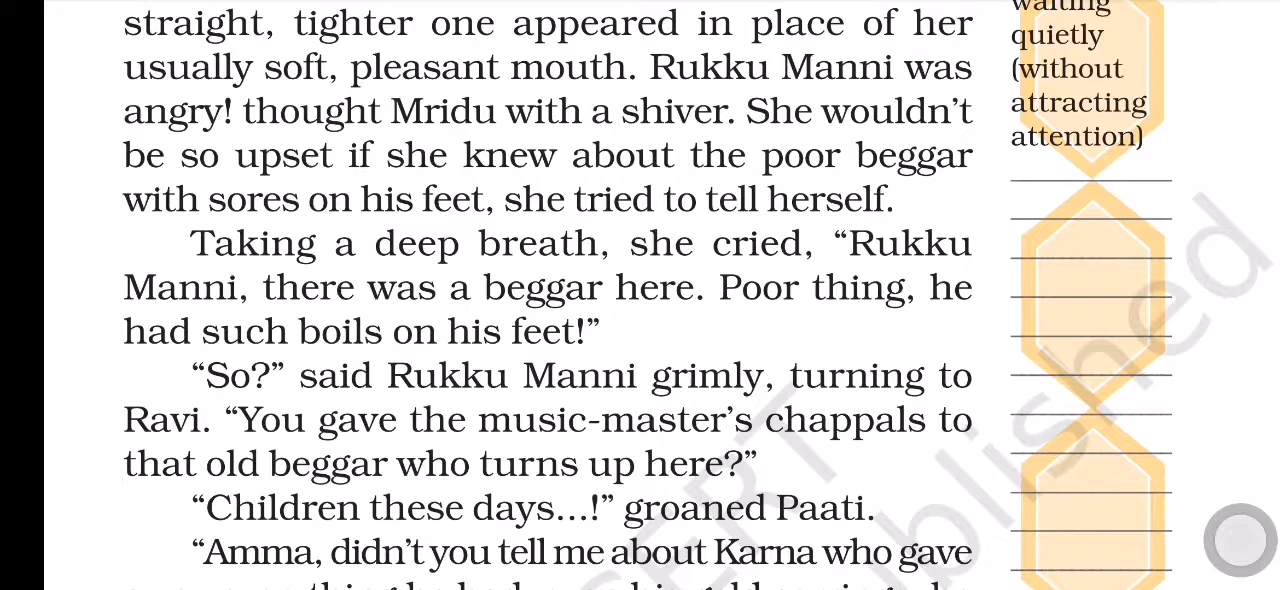 straight, tighter one appeared in place of her
usually soft, pleasant mouth. Rukku Manni was
angry! thought Mridu with a shiver. She wouldn’t
be so upset if she knew about the poor beggar
with sores on his feet, she tried to tell herself.
Taking a deep breath, she cried, “Rukku
Manni, there was a beggar here. Poor thing, he
had such boils on his feet!”
“So?” said Rukku Manni grimly, turning to
Ravi. “You gave the music-master’s chappals to
that old beggar who turns up here?”
“Children these days...!” groaned Paati.
“Amma, didn’t you tell me about Karna who gave
waiting
quietly
(without
attracting
attention)